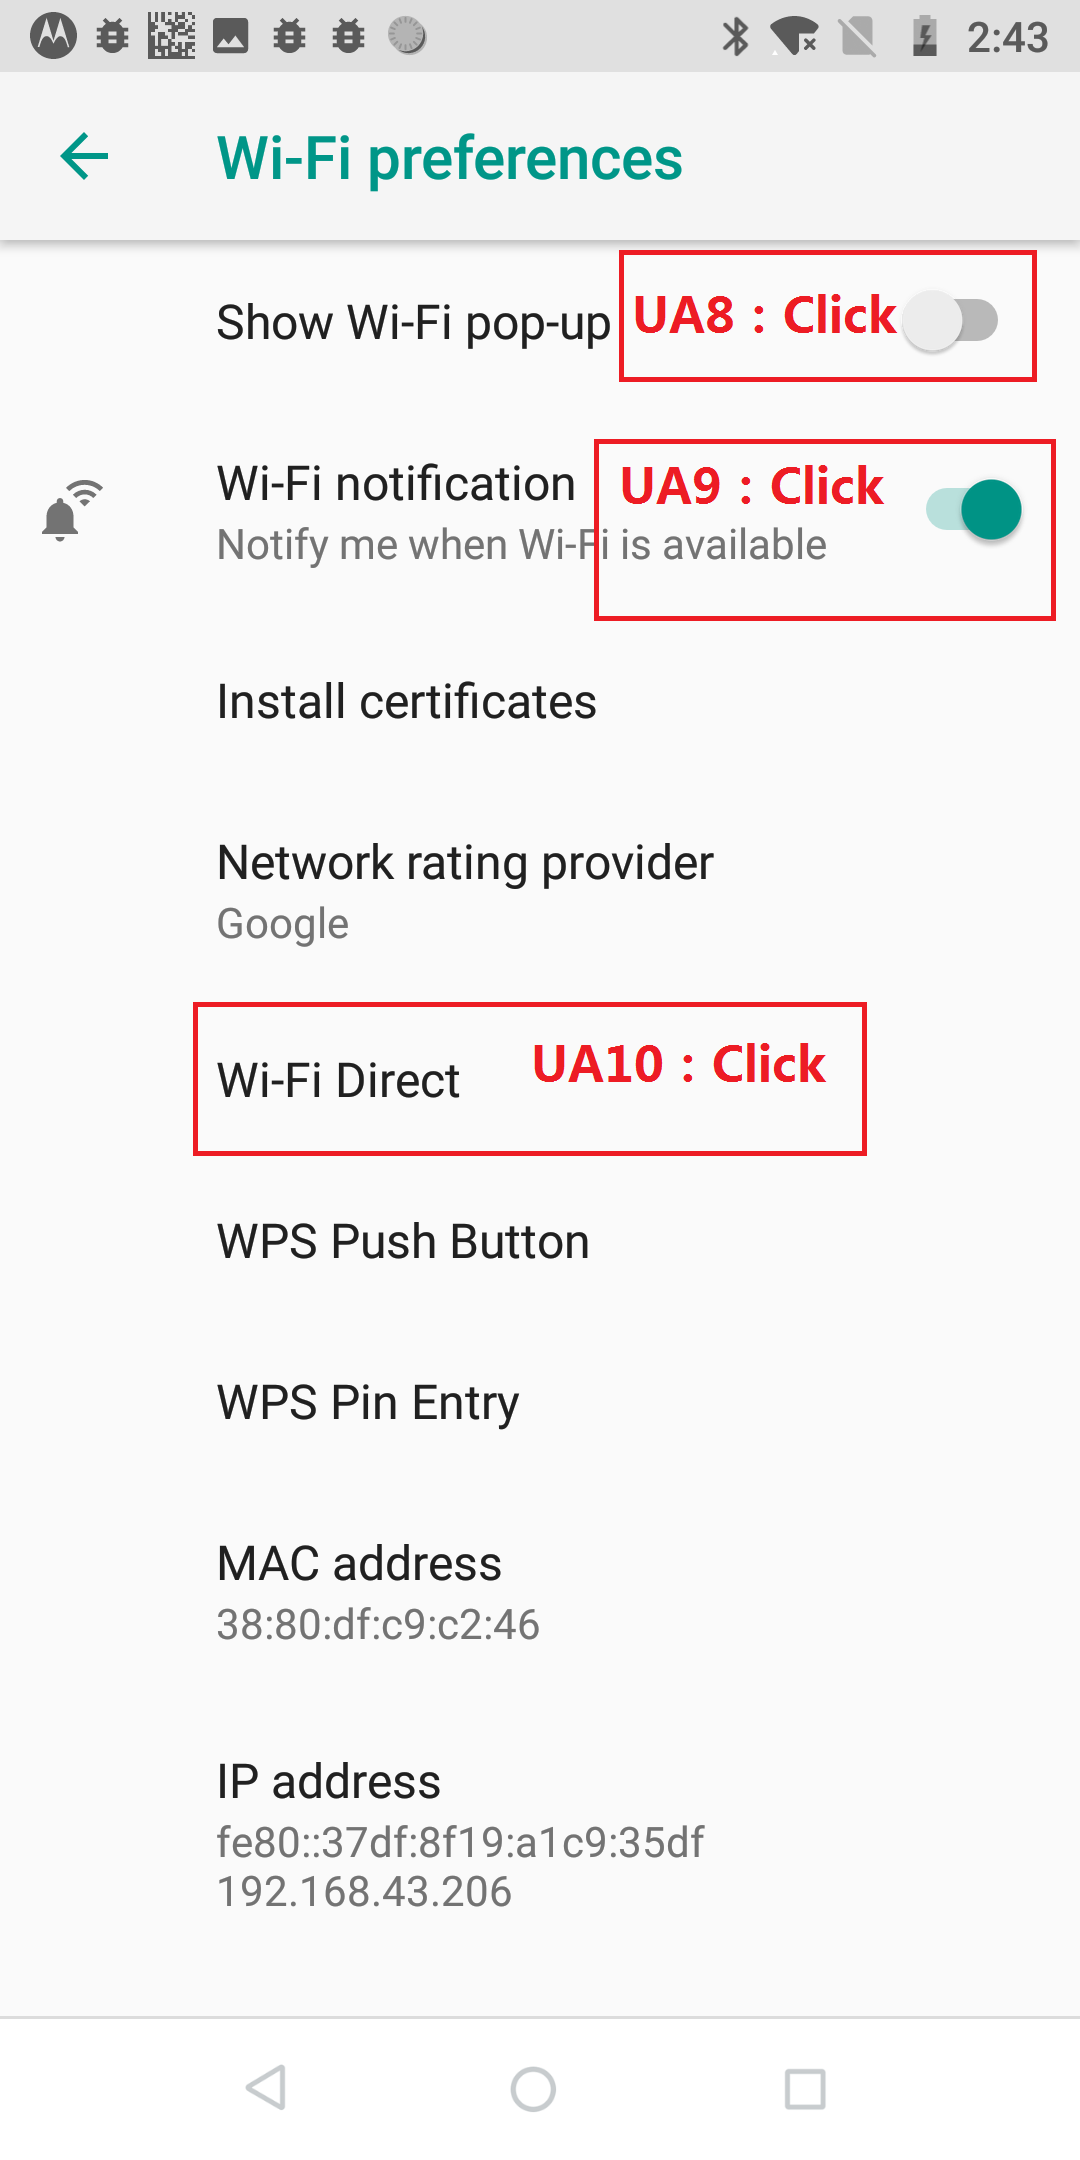 2:43
Wi-Fi preferences
Show Wi-Fi pop-up UA8 : Click
Wi-Fi notification UA9 : Click
Notify me when Wi-Fi is available
Install certificates
Network rating provider
Google
Wi-Fi Direct UA10 : Click
WPS Push Button
WPS Pin Entry
MAC address
38:80:df:c9:c2:46
IP address
fe80::37df:8f19:a1c9:35df
192.168.43.206